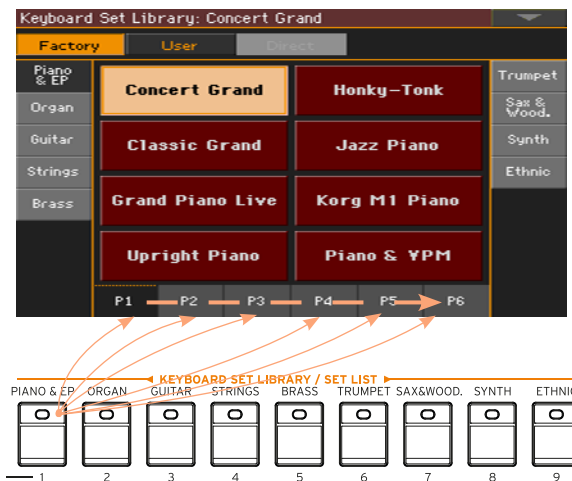 Keyboard Set Library: Concert Grand
Factory User Direct
Piano & EP
Organ
Guitar
Strings
Brass
Concert Grand Honky-Tonk
Classic Grand Jazz Piano
Grand Piano Live Korg M1 Piano
Upright Piano Piano & ¥PM
Trumpet
Sax & Wood.
Synth
Ethnic
P1 P2 P3 P4 P5 P6
KEYBOARD SET LIBRARY / SET LIST
PIANO & EP ORGAN GUITAR STRINGS BRASS TRUMPET SAX&WOOD. SYNTH ETHNIC
1 2 3 4 5 6 7 8 9